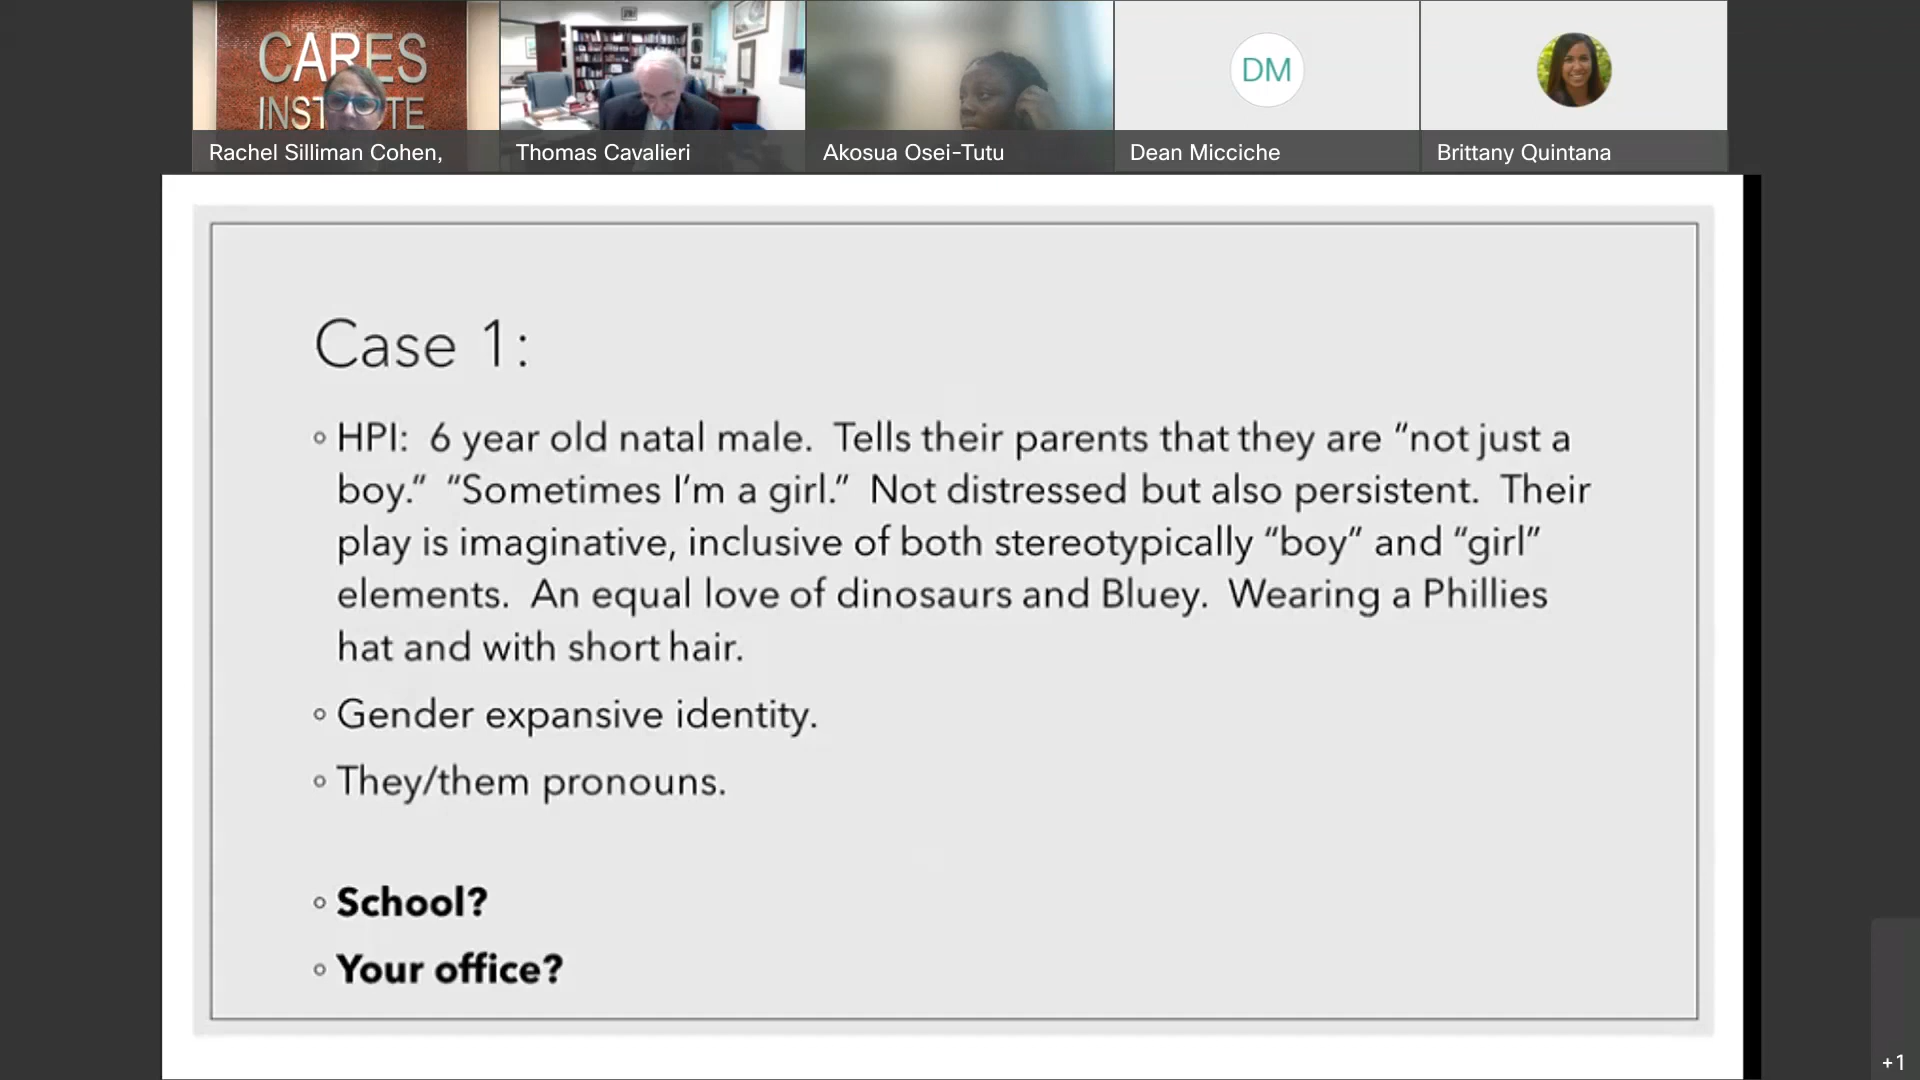 CARES
INSTITUTE
Rachel Silliman Cohen,
Thomas Cavalieri
Akosua Osei-Tutu
DM
Dean Micciche
Brittany Quintana
Case 1:
HPI:  6 year old natal male.  Tells their parents that they are “not just a
boy.”  “Sometimes I’m a girl.”  Not distressed but also persistent.  Their
play is imaginative, inclusive of both stereotypically “boy” and “girl”
elements.  An equal love of dinosaurs and Bluey.  Wearing a Phillies
hat and with short hair.
Gender expansive identity.
They/them pronouns.
School?
Your office?
+1